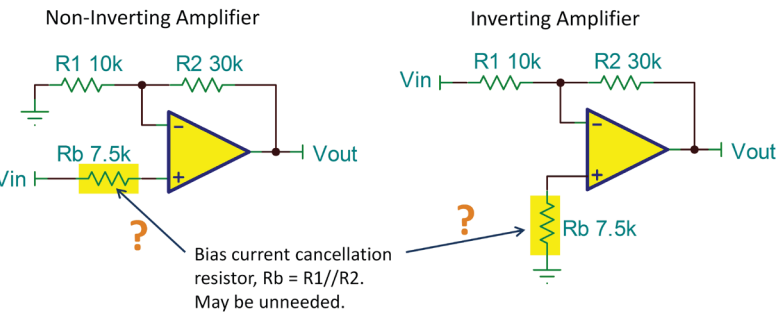 Non-Inverting Amplifier
Inverting Amplifier
R1 10k
R2 30k
Rb 7.5k
Vin
Vout
R1 10k
R2 30k
Vin
Vout
Rb 7.5k
?
?
Bias current cancellation
resistor, Rb = R1//R2.
May be unneeded.